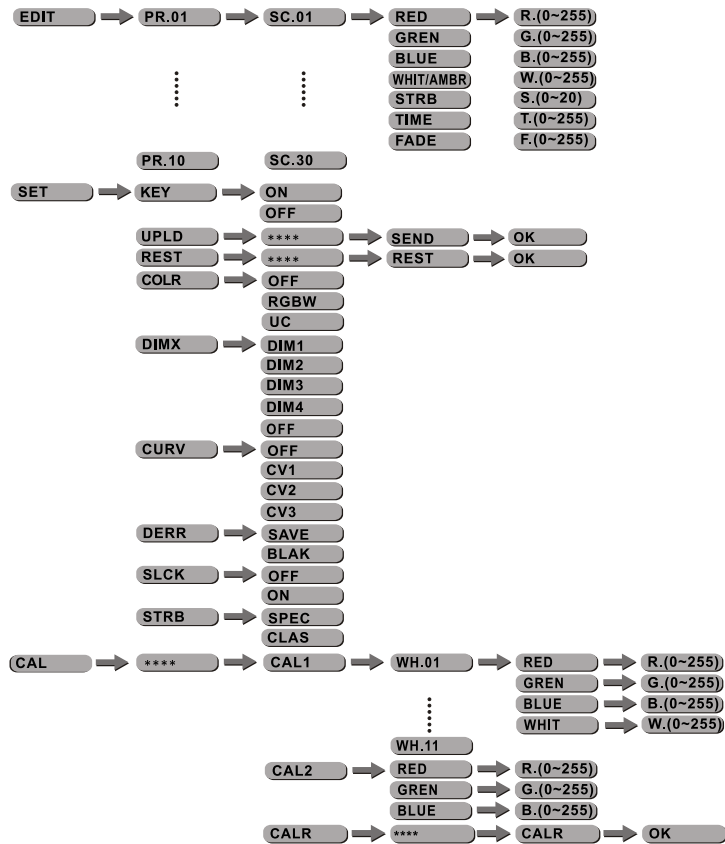 EDIT PR.01 SC.01 RED R.(0~255)
GREN G.(0~255)
BLUE B.(0~255)
WHIT/AMBR W.(0~255)
STRB S.(0~20)
TIME T.(0~255)
FADE F.(0~255)
PR.10 SC.30
SET KEY ON
OFF
UPLD **** SEND OK
REST **** REST OK
COLR OFF
RGBW
UC
DIMX DIM1
DIM2
DIM3
DIM4
OFF
CURV OFF
CV1
CV2
CV3
DERR SAVE
BLAK
SLCK OFF
ON
STRB SPEC
CLAS
CAL **** CAL1 WH.01 RED R.(0~255)
GREN G.(0~255)
BLUE B.(0~255)
WHIT W.(0~255)
WH.11
CAL2 RED R.(0~255)
GREN G.(0~255)
BLUE B.(0~255)
CALR **** CALR OK